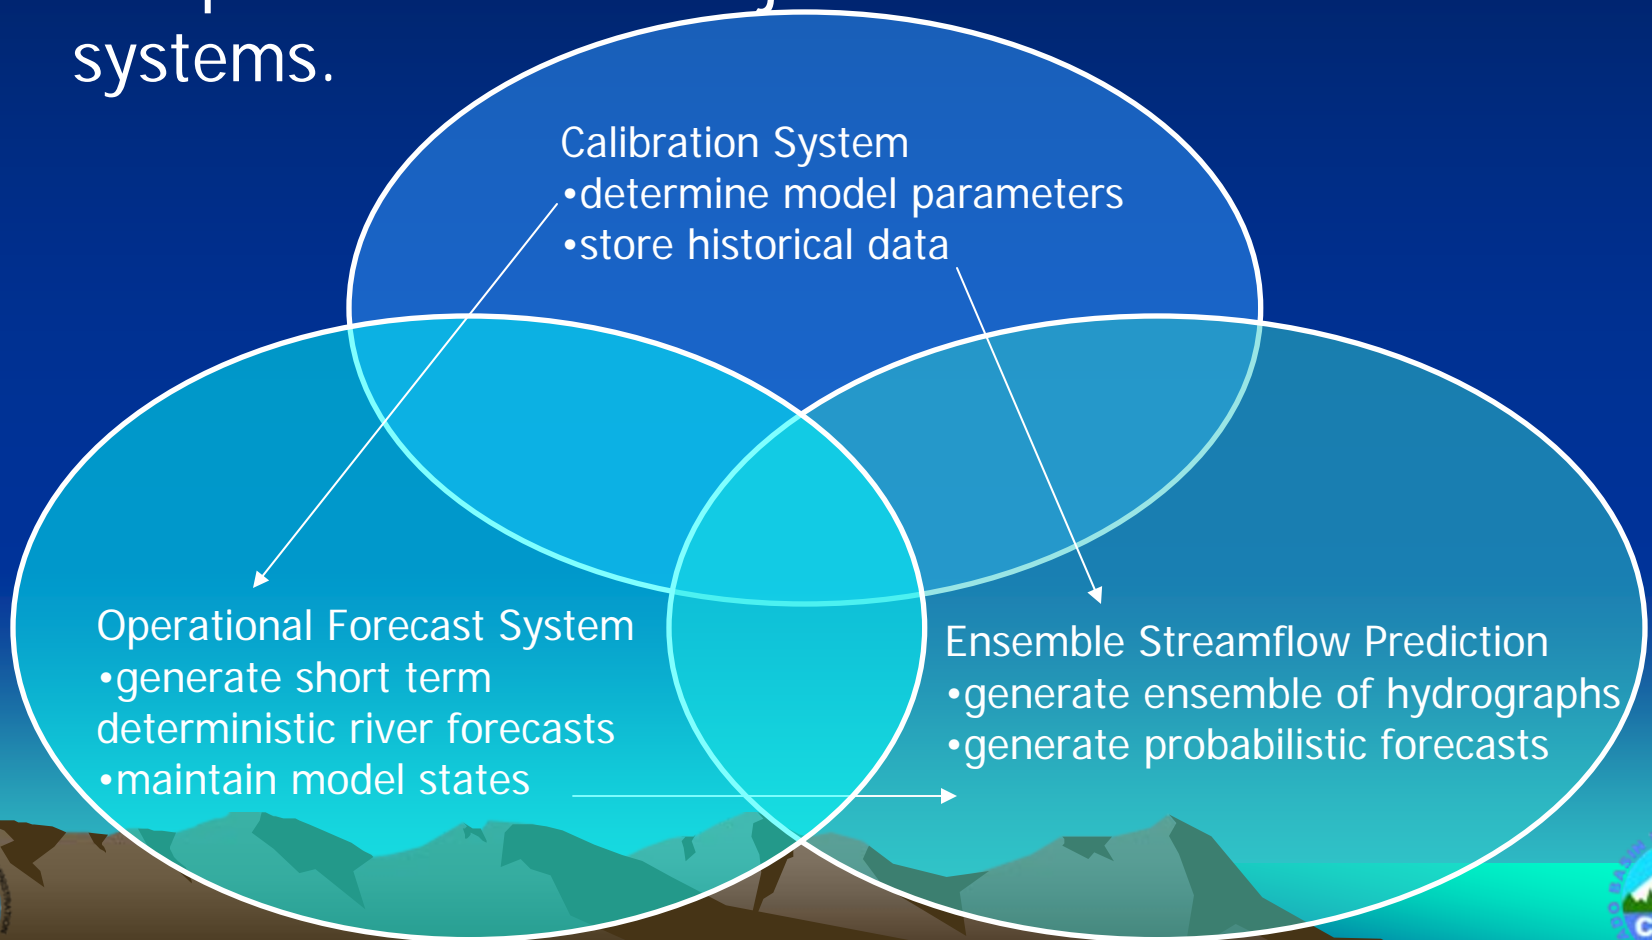 systems.
Calibration System
•determine model parameters
•store historical data
Operational Forecast System
•generate short term
deterministic river forecasts
•maintain model states
Ensemble Streamflow Prediction
•generate ensemble of hydrographs
•generate probabilistic forecasts
BASIN